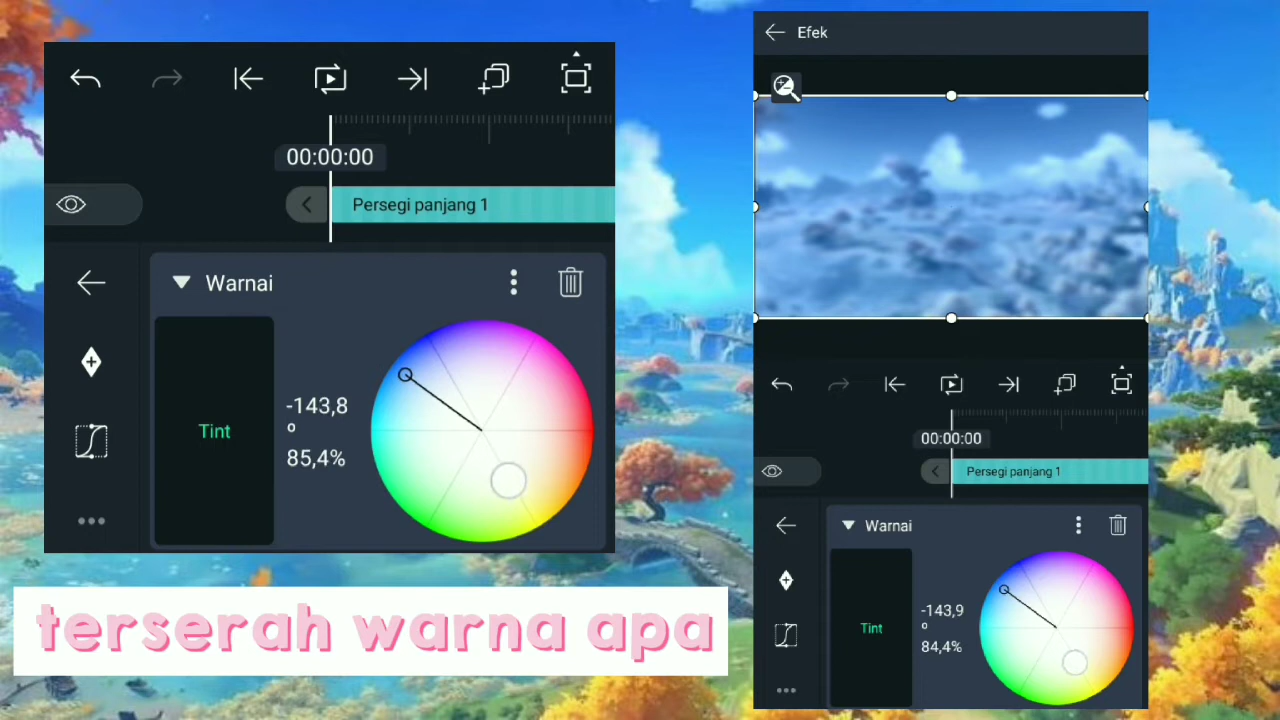 00:00:00
Persegi panjang 1
Warnai
Tint
-143,8
°
85,4%
terserah warna apa
Efek
00:00:00
Persegi panjang 1
Warnai
Tint
-143,9
°
84,4%